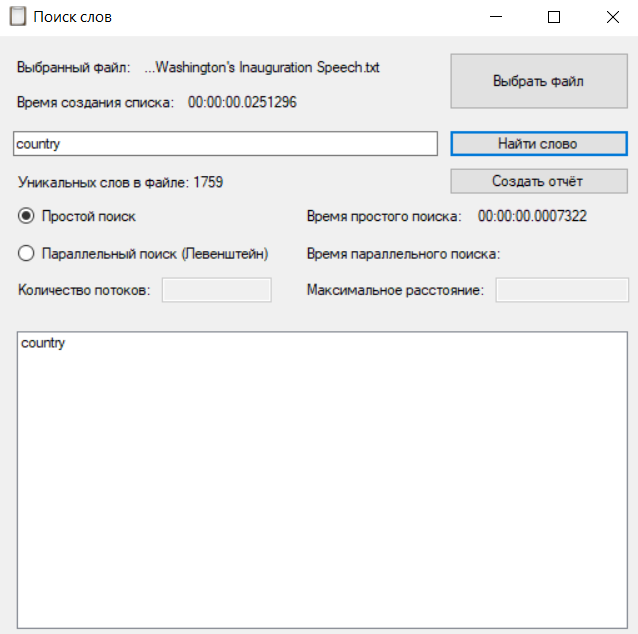 Поиск слов
Выбранный файл: ...Washington's Inauguration Speech.txt
Выбрать файл
Время создания списка: 00:00:00.0251296
country
Найти слово
Уникальных слов в файле: 1759
Создать отчёт
Простой поиск
Время простого поиска: 00:00:00.0007322
Параллельный поиск (Левенштейн)
Время параллельного поиска:
Количество потоков:
Максимальное расстояние:
country